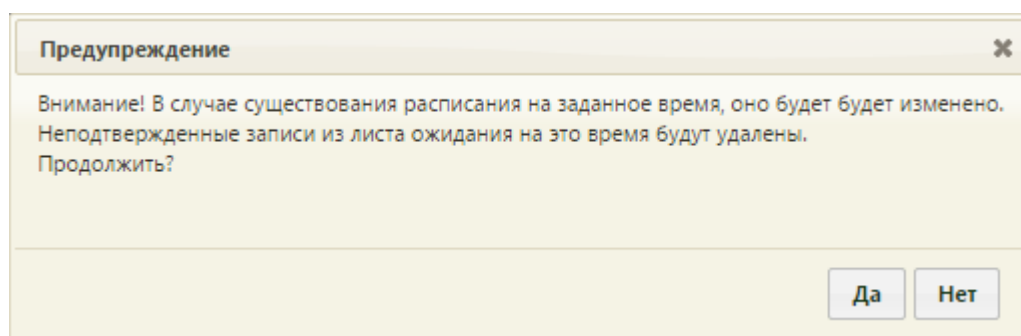 Предупреждение
Внимание! В случае существования расписания на заданное время, оно будет будет изменено.
Неподтвержденные записи из листа ожидания на это время будут удалены.
Продолжить?
Да Нет